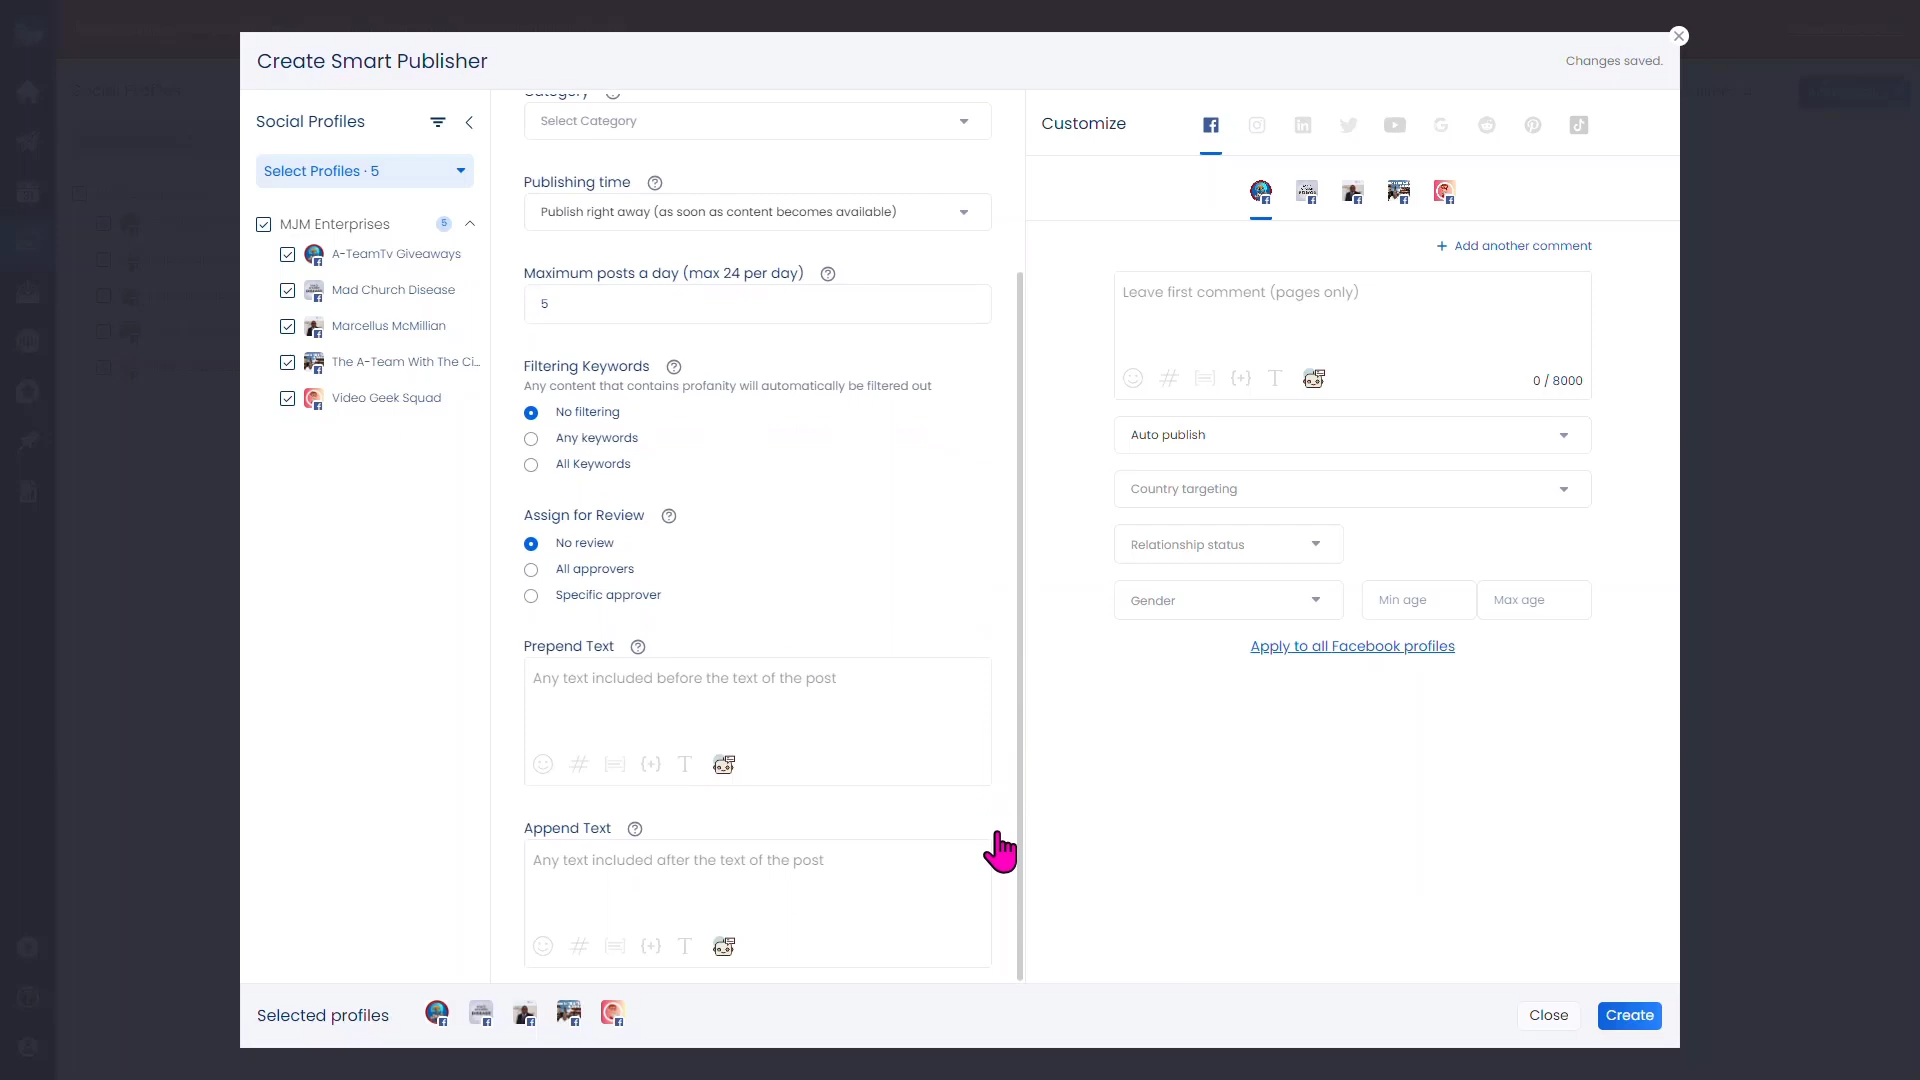 Create Smart Publisher
Changes saved.
Social Profiles
Select Profiles · 5
MJM Enterprises
5
A-TeamTv Giveaways
Mad Church Disease
Marcellus McMillian
The A-Team With The Ci...
Video Geek Squad
Category
Select Category
Publishing time
Publish right away (as soon as content becomes available)
Maximum posts a day (max 24 per day)
5
Filtering Keywords
Any content that contains profanity will automatically be filtered out
No filtering
Any keywords
All Keywords
Assign for Review
No review
All approvers
Specific approver
Prepend Text
Any text included before the text of the post
Append Text
Any text included after the text of the post
Customize
+ Add another comment
Leave first comment (pages only)
0 / 8000
Auto publish
Country targeting
Relationship status
Gender
Min age
Max age
Apply to all Facebook profiles
Selected profiles
Close
Create